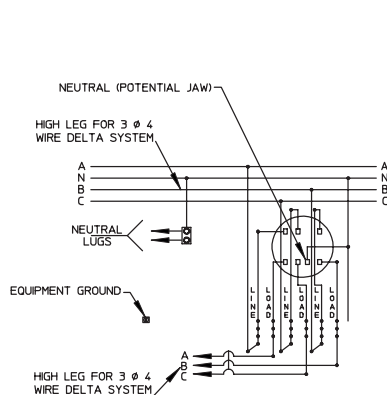 NEUTRAL (POTENTIAL JAW)
HIGH LEG FOR 3 Ø 4
WIRE DELTA SYSTEM
A
N
B
C
A
N
B
C
NEUTRAL
LUGS
EQUIPMENT GROUND
LINE
LOAD
LINE
LOAD
LINE
LOAD
A
B
C
HIGH LEG FOR 3 Ø 4
WIRE DELTA SYSTEM